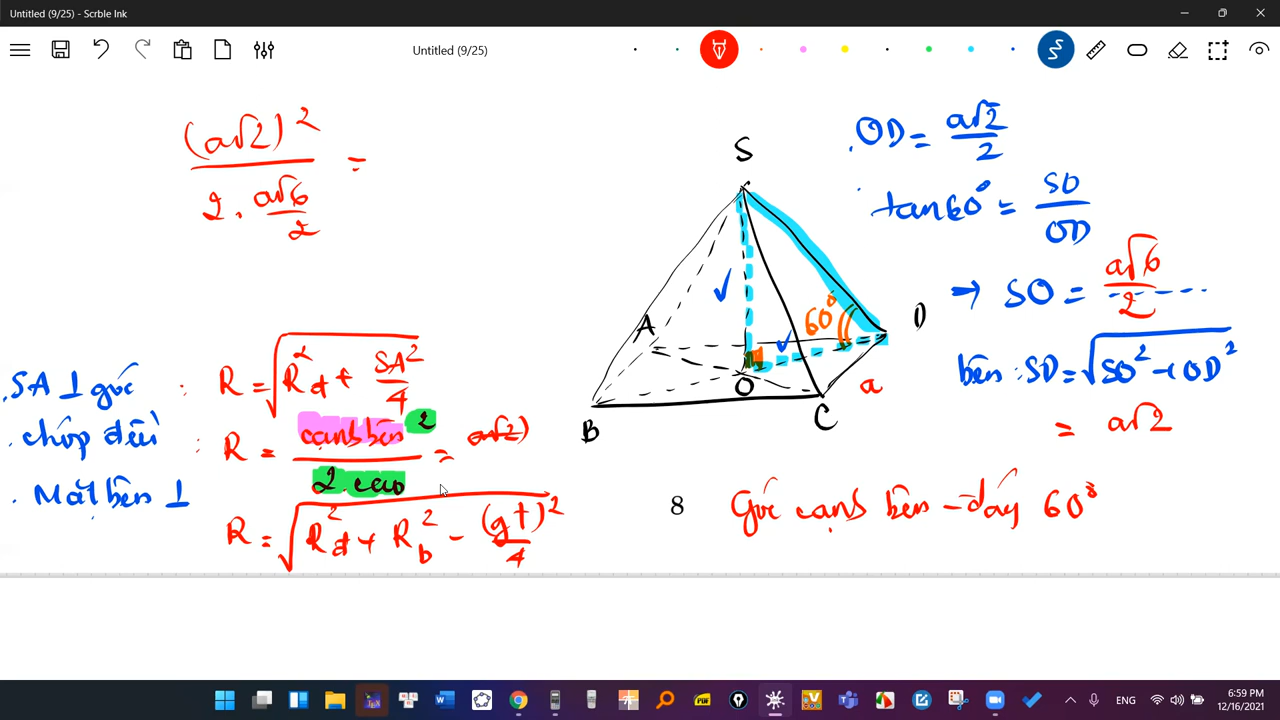 Untitled (9/25) - Scrble Ink
Untitled (9/25)
(a√2)²
2 . a√6/2
=
S
A
B
C
D
O
60°
a
OD = a√2/2
tan60° = SO/OD
→ SO = a√6/2
bên : SD = √(SO² + OD²)
= a√2
. SA ⊥ góc : R = √(R²đ + SA²/4)
. chóp đều : R = cạnh bên² / 2 cao = a√2)
. Mặt bên ⊥
R = √(R²đ + R²b - (gt)²/4)
8 Góc cạnh bên - đáy 60°
W
PDF
ENG
6:59 PM
12/16/2021